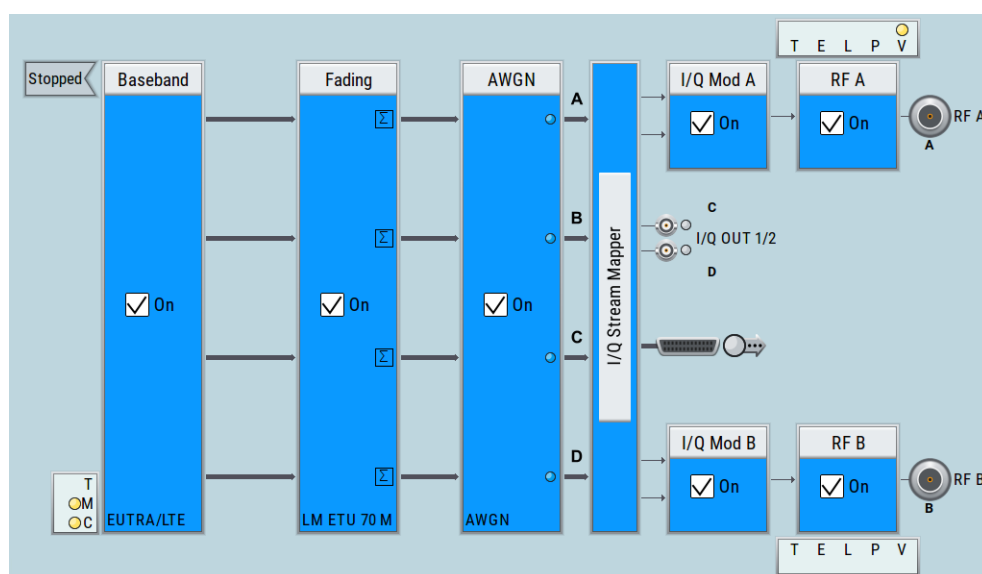 T E L P V
Stopped
Baseband
Fading
AWGN
I/Q Mod A
RF A
A
On
On
RF A
A
Σ
B
Σ
C
I/Q OUT 1/2
D
On
On
On
I/Q Stream Mapper
C
Σ
I/Q Mod B
RF B
D
Σ
On
On
RF B
B
T
M
C
EUTRA/LTE
LM ETU 70 M
AWGN
T E L P V